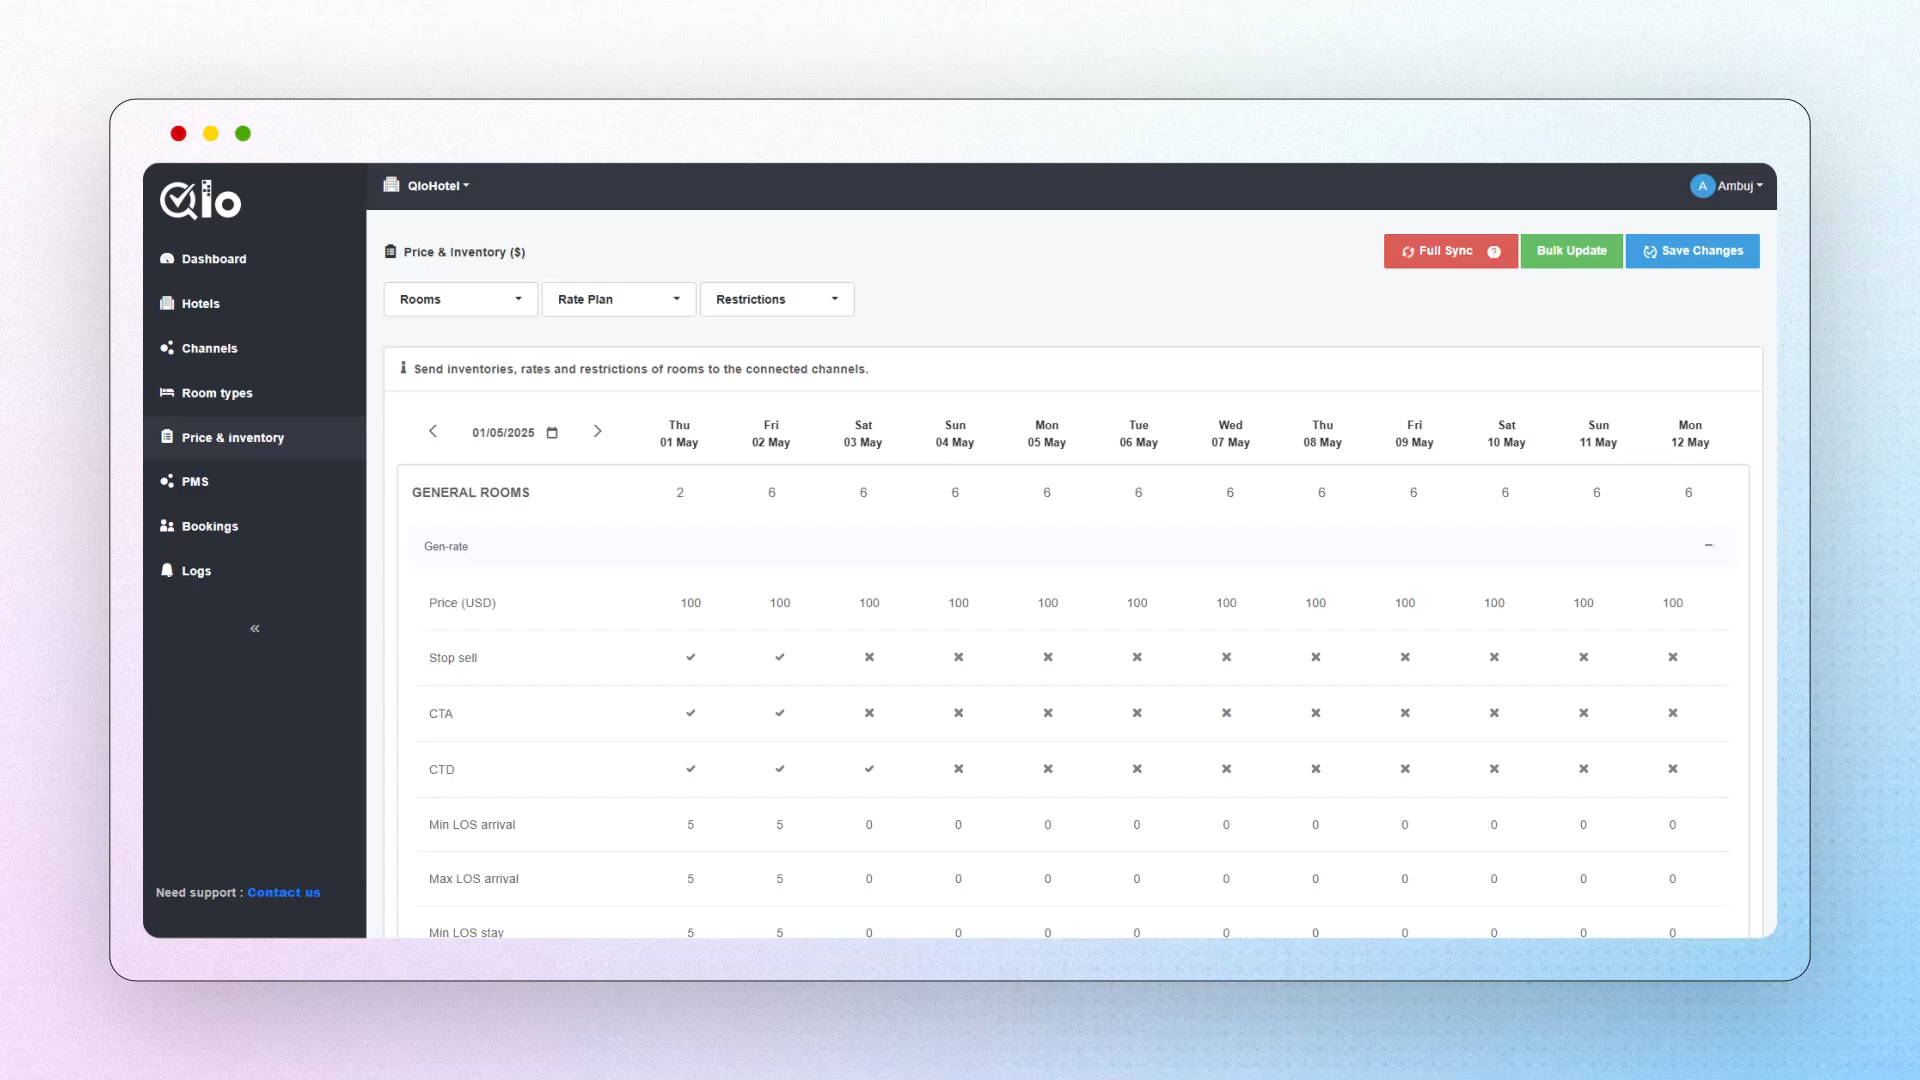 Qlo
QloHotel
A Ambuj
Dashboard
Hotels
Channels
Room types
Price & inventory
PMS
Bookings
Logs
«
Need support : Contact us
Price & Inventory ($)
Full Sync ?
Bulk Update
Save Changes
Rooms
Rate Plan
Restrictions
i Send inventories, rates and restrictions of rooms to the connected channels.
01/05/2025 Thu Fri Sat Sun Mon Tue Wed Thu Fri Sat Sun Mon
01 May 02 May 03 May 04 May 05 May 06 May 07 May 08 May 09 May 10 May 11 May 12 May
GENERAL ROOMS 2 6 6 6 6 6 6 6 6 6 6 6
Gen-rate −
Price (USD) 100 100 100 100 100 100 100 100 100 100 100 100
Stop sell ✓ ✓ ✗ ✗ ✗ ✗ ✗ ✗ ✗ ✗ ✗ ✗
CTA ✓ ✓ ✗ ✗ ✗ ✗ ✗ ✗ ✗ ✗ ✗ ✗
CTD ✓ ✓ ✓ ✗ ✗ ✗ ✗ ✗ ✗ ✗ ✗ ✗
Min LOS arrival 5 5 0 0 0 0 0 0 0 0 0 0
Max LOS arrival 5 5 0 0 0 0 0 0 0 0 0 0
Min LOS stay 5 5 0 0 0 0 0 0 0 0 0 0